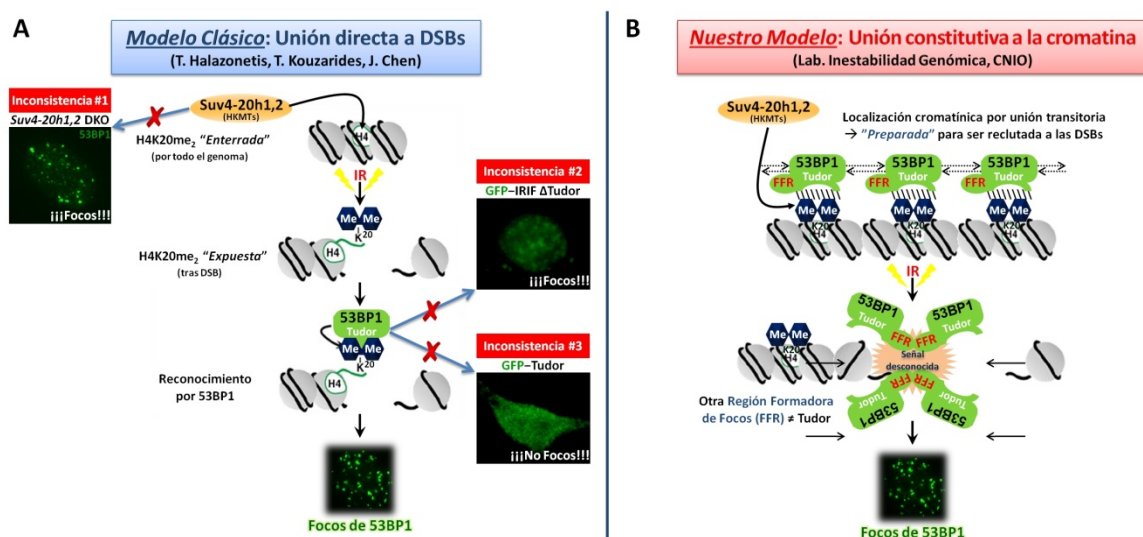 A
Modelo Clásico: Unión directa a DSBs
(T. Halazonetis, T. Kouzarides, J. Chen)
Inconsistencia #1
Suv4-20h1,2 DKO
53BP1
¡¡¡Focos!!!
Suv4-20h1,2
(HKMTs)
H4K20me2 “Enterrada”
(por todo el genoma)
H4
IR
Me Me
K20
H4
H4K20me2 “Expuesta”
(tras DSB)
Inconsistencia #2
GFP–IRIF ΔTudor
¡¡¡Focos!!!
53BP1
Tudor
Me Me
K20
H4
Reconocimiento
por 53BP1
Inconsistencia #3
GFP–Tudor
¡¡¡No Focos!!!
Focos de 53BP1
B
Nuestro Modelo: Unión constitutiva a la cromatina
(Lab. Inestabilidad Genómica, CNIO)
Suv4-20h1,2
(HKMTs)
Localización cromatínica por unión transitoria
→ "Preparada” para ser reclutada a las DSBs
53BP1 53BP1 53BP1
Tudor Tudor Tudor
FFR FFR FFR
Me Me Me Me Me Me
K20 K20 K20
H4 H4 H4
IR
53BP1 53BP1
Tudor Tudor
FFR FFR
Me Me
K20
H4
Señal
desconocida
FFR FFR
Tudor Tudor
53BP1 53BP1
Otra Región Formadora
de Focos (FFR) ≠ Tudor
Focos de 53BP1